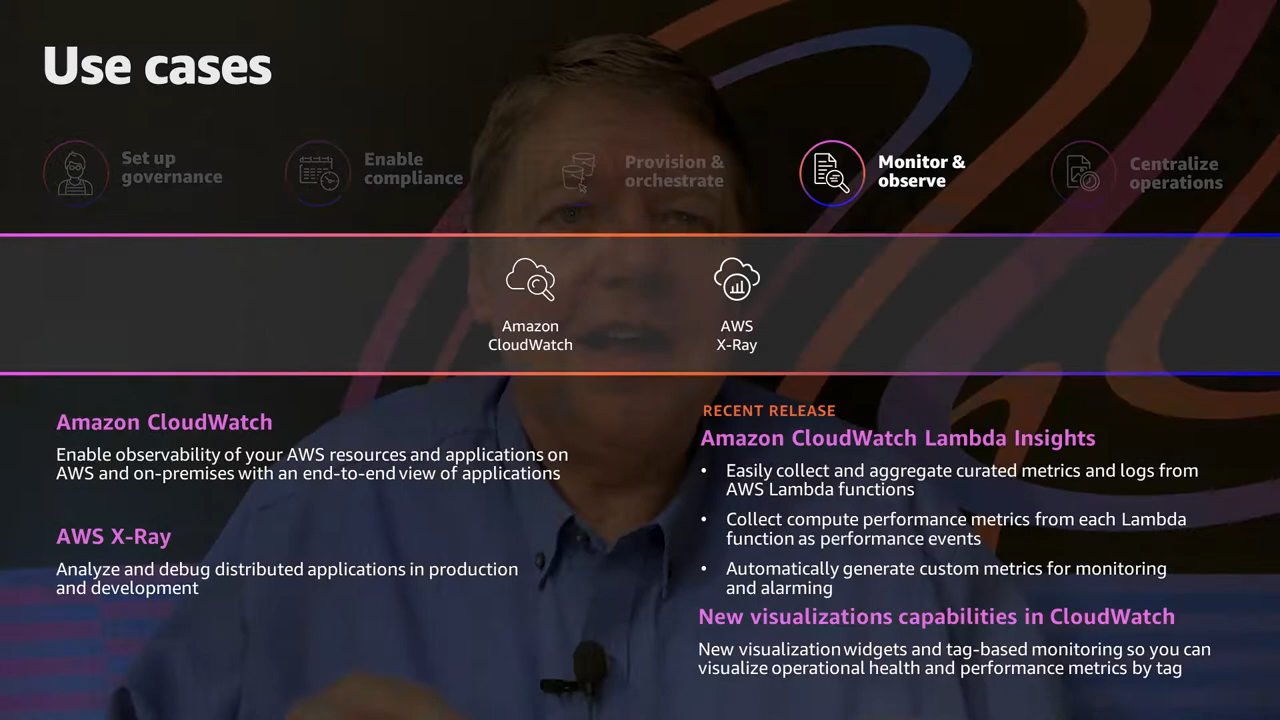 Use cases
Set up
governance
Enable
compliance
Provision &
orchestrate
Monitor &
observe
Centralize
operations
Amazon
CloudWatch
AWS
X-Ray
Amazon CloudWatch
Enable observability of your AWS resources and applications on
AWS and on-premises with an end-to-end view of applications
AWS X-Ray
Analyze and debug distributed applications in production
and development
RECENT RELEASE
Amazon CloudWatch Lambda Insights
• Easily collect and aggregate curated metrics and logs from
AWS Lambda functions
• Collect compute performance metrics from each Lambda
function as performance events
• Automatically generate custom metrics for monitoring
and alarming
New visualizations capabilities in CloudWatch
New visualization widgets and tag-based monitoring so you can
visualize operational health and performance metrics by tag